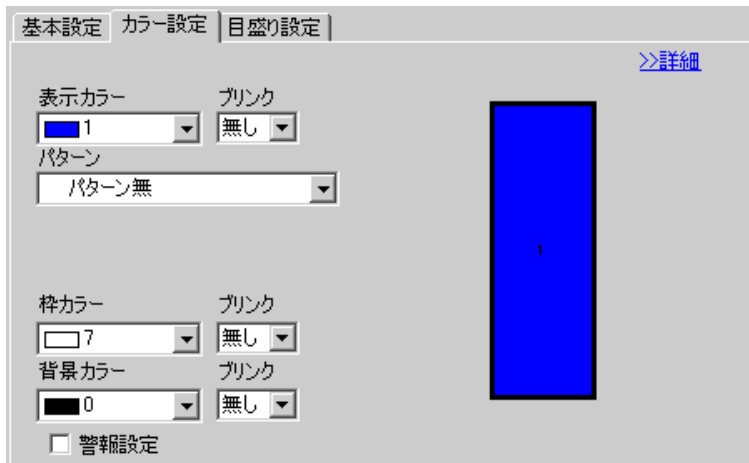 基本設定 カラー設定 目盛り設定
>>詳細
表示カラー ブリンク
1 無し
パターン
パターン無
1
枠カラー ブリンク
7 無し
背景カラー ブリンク
0 無し
警報設定